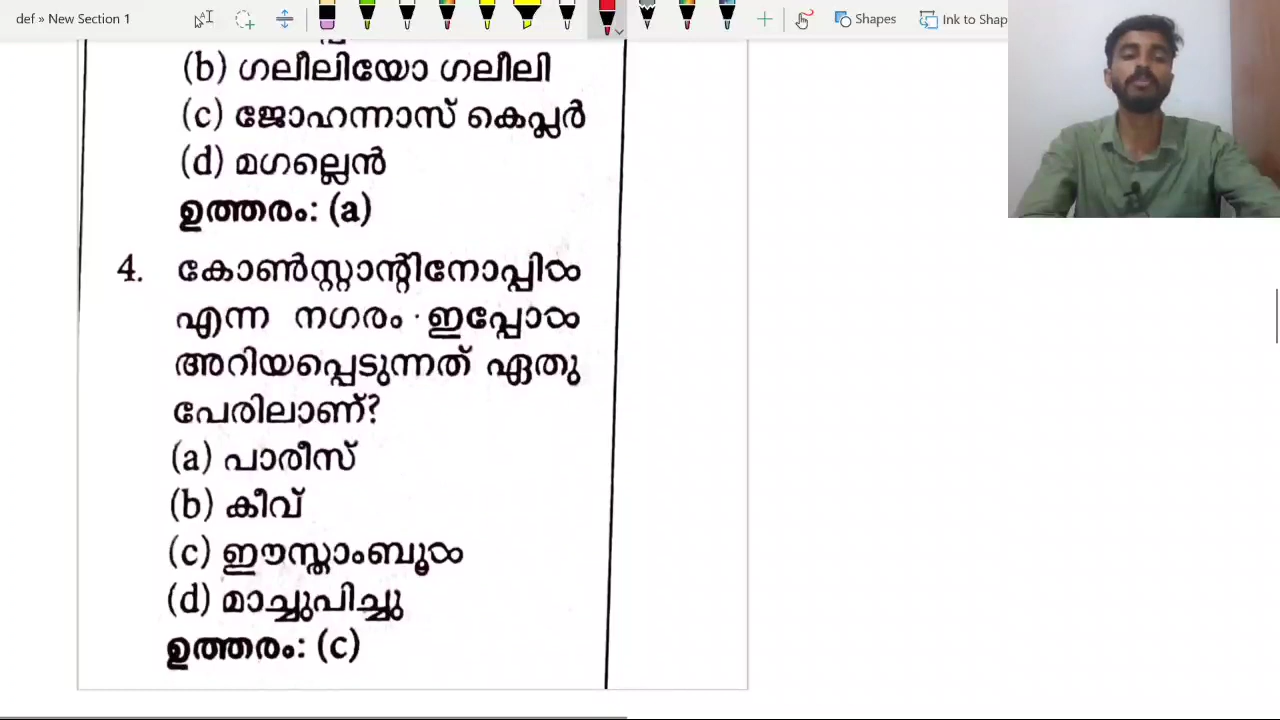 def » New Section 1
Shapes
Ink to Shap
(b) ഗലീലിയോ ഗലീലി
(c) ജോഹന്നാസ് കെപ്ലർ
(d) മഗല്ലെൻ
ഉത്തരം: (a)
4. കോൺസ്റ്റാന്റിനോപ്പിൾ
എന്ന നഗരം ഇപ്പോൾ
അറിയപ്പെടുന്നത് ഏതു
പേരിലാണ്?
(a) പാരീസ്
(b) കീവ്
(c) ഈസ്താംബൂൾ
(d) മാച്ചുപിച്ചു
ഉത്തരം: (c)